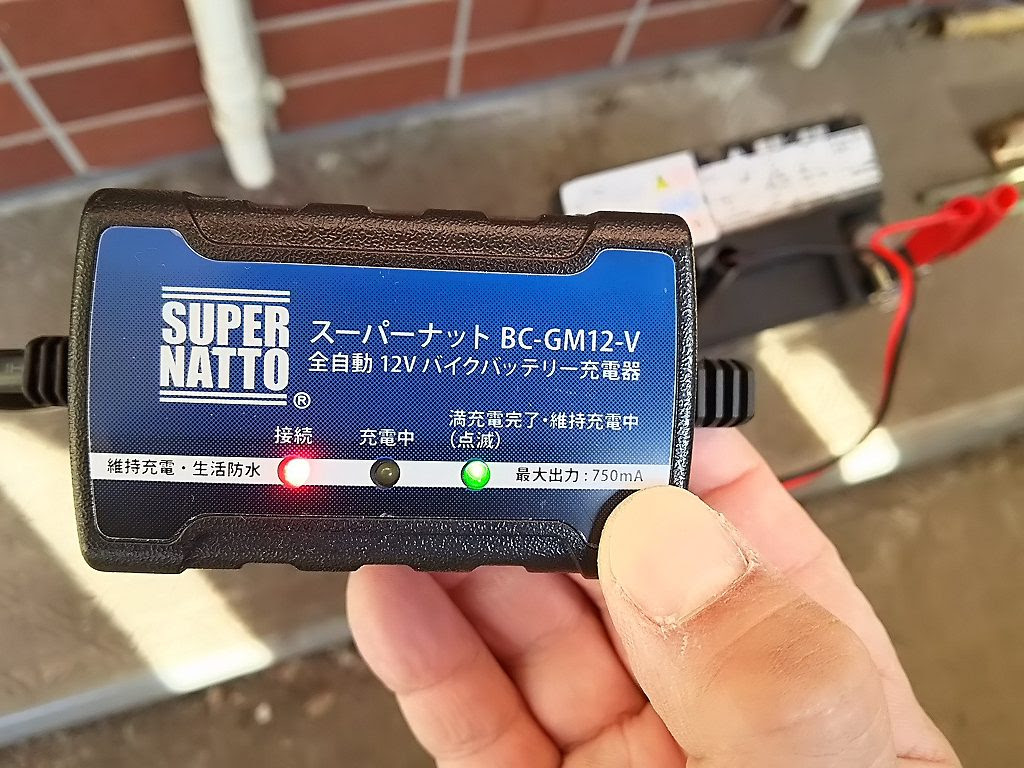 SUPER
NATTO
®
スーパーナット BC-GM12-V
全自動 12V バイクバッテリー充電器
接続
充電中
満充電完了・維持充電中
(点滅)
維持充電・生活防水
最大出力 : 750mA